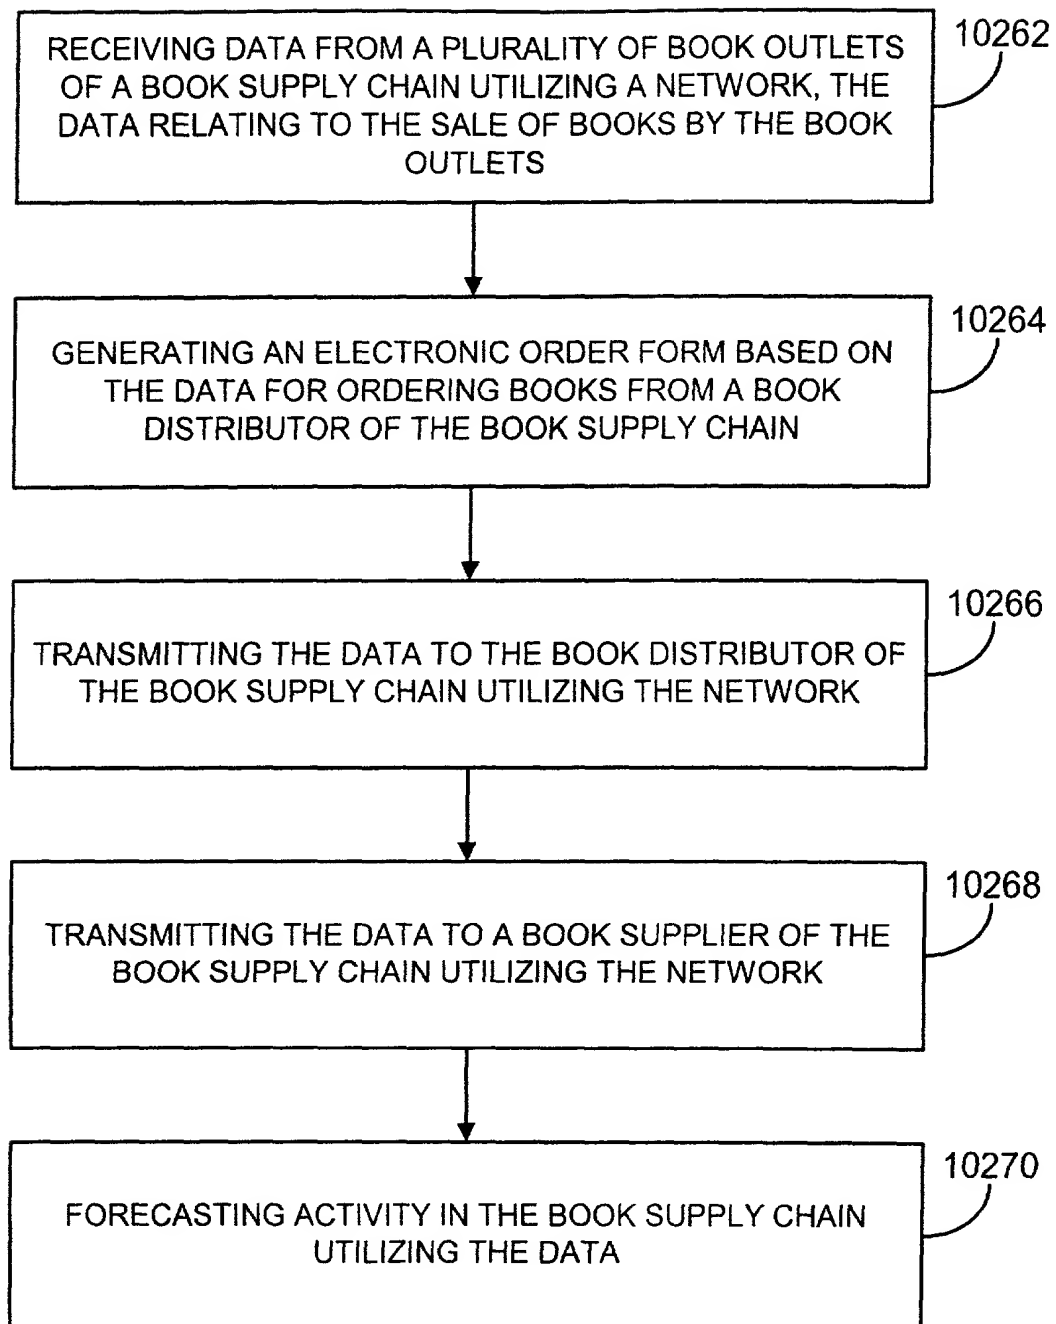 RECEIVING DATA FROM A PLURALITY OF BOOK OUTLETS
OF A BOOK SUPPLY CHAIN UTILIZING A NETWORK, THE
DATA RELATING TO THE SALE OF BOOKS BY THE BOOK
OUTLETS
10262
GENERATING AN ELECTRONIC ORDER FORM BASED ON
THE DATA FOR ORDERING BOOKS FROM A BOOK
DISTRIBUTOR OF THE BOOK SUPPLY CHAIN
10264
TRANSMITTING THE DATA TO THE BOOK DISTRIBUTOR OF
THE BOOK SUPPLY CHAIN UTILIZING THE NETWORK
10266
TRANSMITTING THE DATA TO A BOOK SUPPLIER OF THE
BOOK SUPPLY CHAIN UTILIZING THE NETWORK
10268
FORECASTING ACTIVITY IN THE BOOK SUPPLY CHAIN
UTILIZING THE DATA
10270